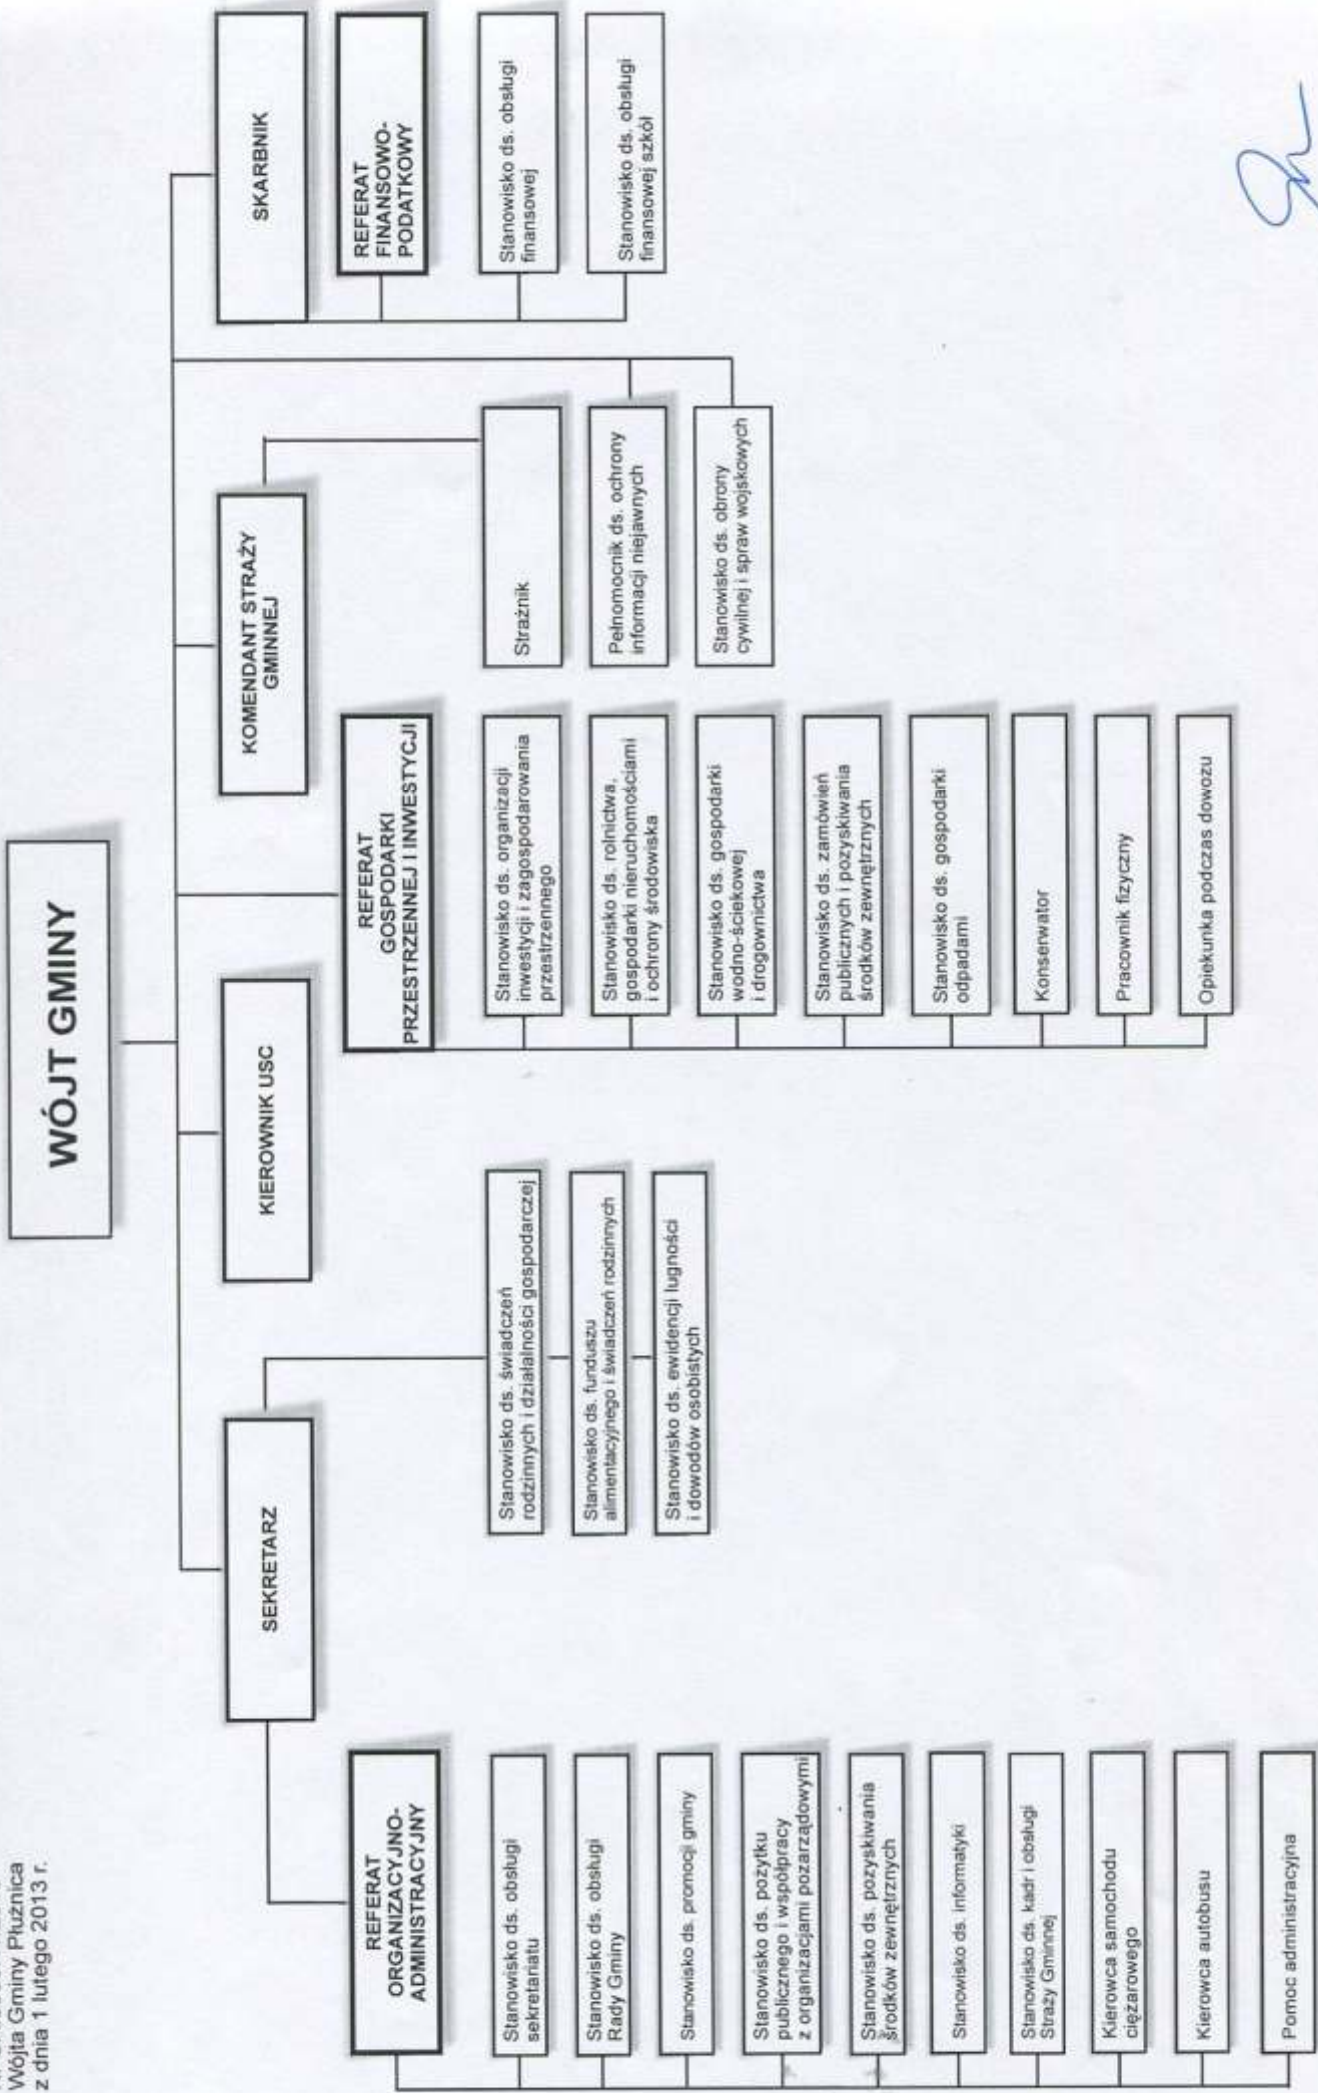 Wójta Gminy Płużnica
z dnia 1 lutego 2013 r.
WÓJT GMINY
SEKRETARZ
KIEROWNIK USC
KOMENDANT STRAŻY
GMINNEJ
SKARBNIK
REFERAT
ORGANIZACYJNO-
ADMINISTRACYJNY
Stanowisko ds. obsługi
sekretariatu
Stanowisko ds. obsługi
Rady Gminy
Stanowisko ds. promocji gminy
Stanowisko ds. pożytku
publicznego i współpracy
z organizacjami pozarządowymi
Stanowisko ds. pozyskiwania
środków zewnętrznych
Stanowisko ds. informatyki
Stanowisko ds. kadr i obsługi
Straży Gminnej
Kierowca samochodu
ciężarowego
Kierowca autobusu
Pomoc administracyjna
Stanowisko ds. świadczeń
rodzinnych i działalności gospodarczej
Stanowisko ds. funduszu
alimentacyjnego i świadczeń rodzinnych
Stanowisko ds. ewidencji lugności
i dowodów osobistych
REFERAT
GOSPODARKI
PRZESTRZENNEJ I INWESTYCJI
Stanowisko ds. organizacji
inwestycji i zagospodarowania
przestrzennego
Stanowisko ds. rolnictwa,
gospodarki nieruchomościami
i ochrony środowiska
Stanowisko ds. gospodarki
wodno-ściekowej
i drogownictwa
Stanowisko ds. zamówień
publicznych i pozyskiwania
środków zewnętrznych
Stanowisko ds. gospodarki
odpadami
Konserwator
Pracownik fizyczny
Opiekunka podczas dowozu
Strażnik
Pełnomocnik ds. ochrony
informacji niejawnych
Stanowisko ds. obrony
cywilnej i spraw wojskowych
REFERAT
FINANSOWO-
PODATKOWY
Stanowisko ds. obsługi
finansowej
Stanowisko ds. obsługi
finansowej szkół